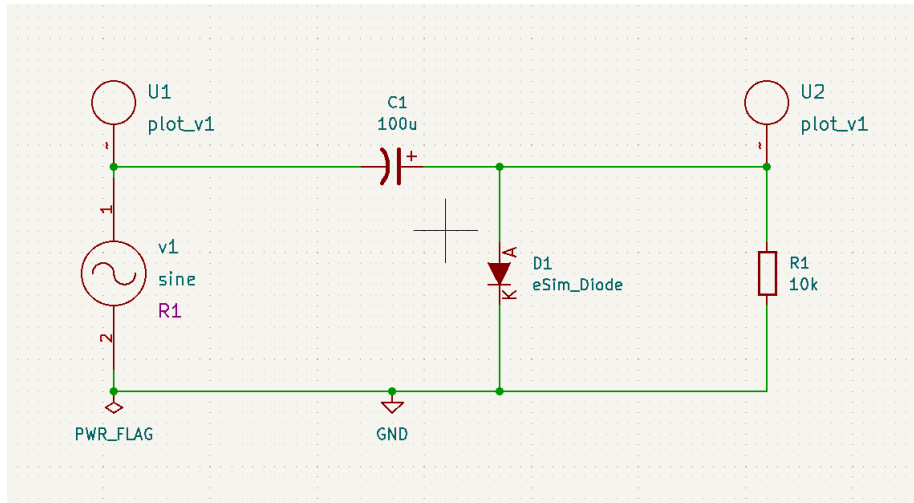 U1
plot_v1
~
1
v1
sine
R1
2
PWR_FLAG
C1
100u
+
GND
A
D1
eSim_Diode
K
U2
plot_v1
~
R1
10k